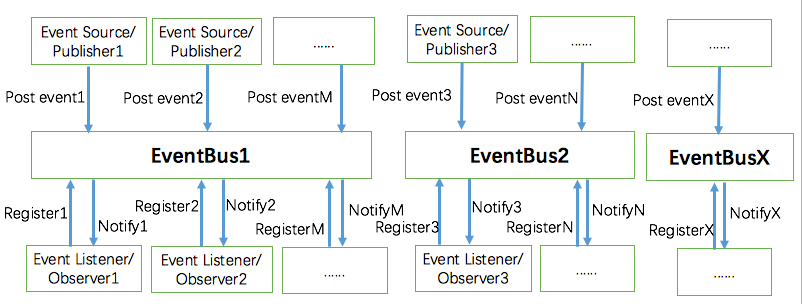 Event Source/
Publisher1
Event Source/
Publisher2
......
Event Source/
Publisher3
......
......
Post event1
Post event2
Post eventM
Post event3
Post eventN
Post eventX
EventBus1
EventBus2
EventBusX
Register1
Notify1
Register2
Notify2
RegisterM
NotifyM
Register3
Notify3
RegisterN
NotifyN
RegisterX
NotifyX
Event Listener/
Observer1
Event Listener/
Observer2
......
Event Listener/
Observer3
......
......